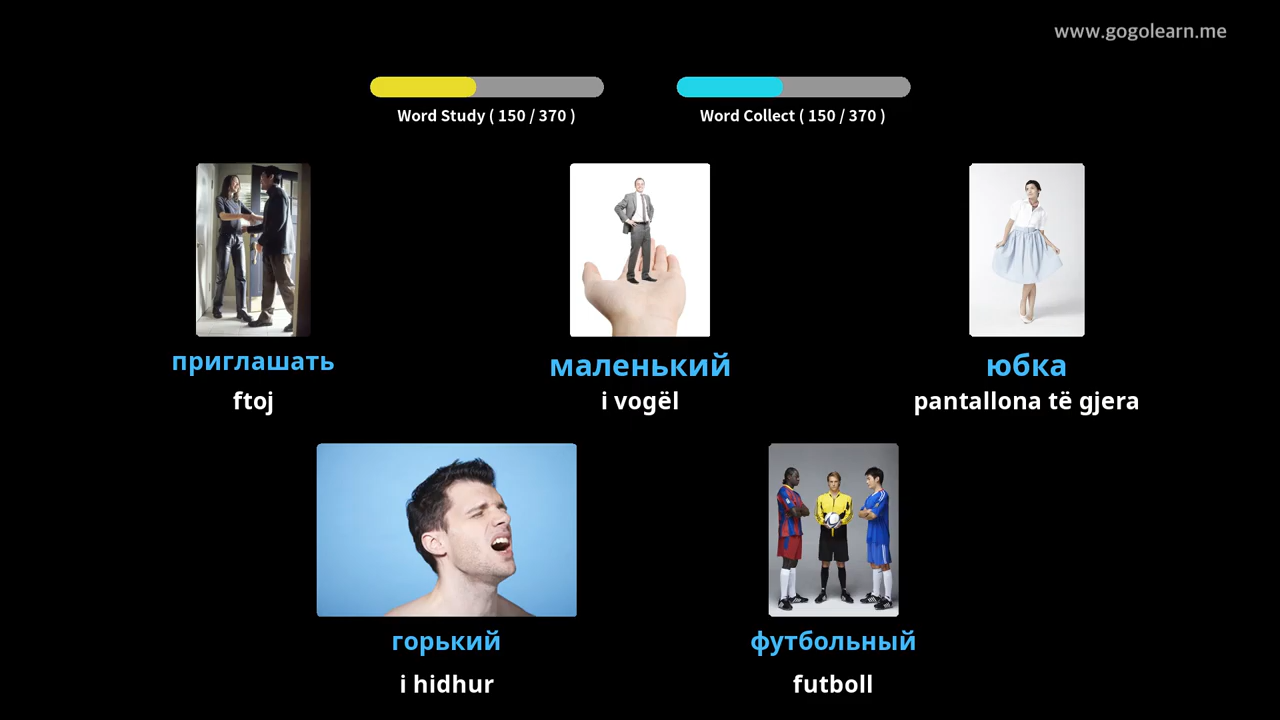 www.gogolearn.me
Word Study ( 150 / 370 )
Word Collect ( 150 / 370 )
приглашать
ftoj
маленький
i vogël
юбка
pantallona të gjera
горький
i hidhur
футбольный
futboll